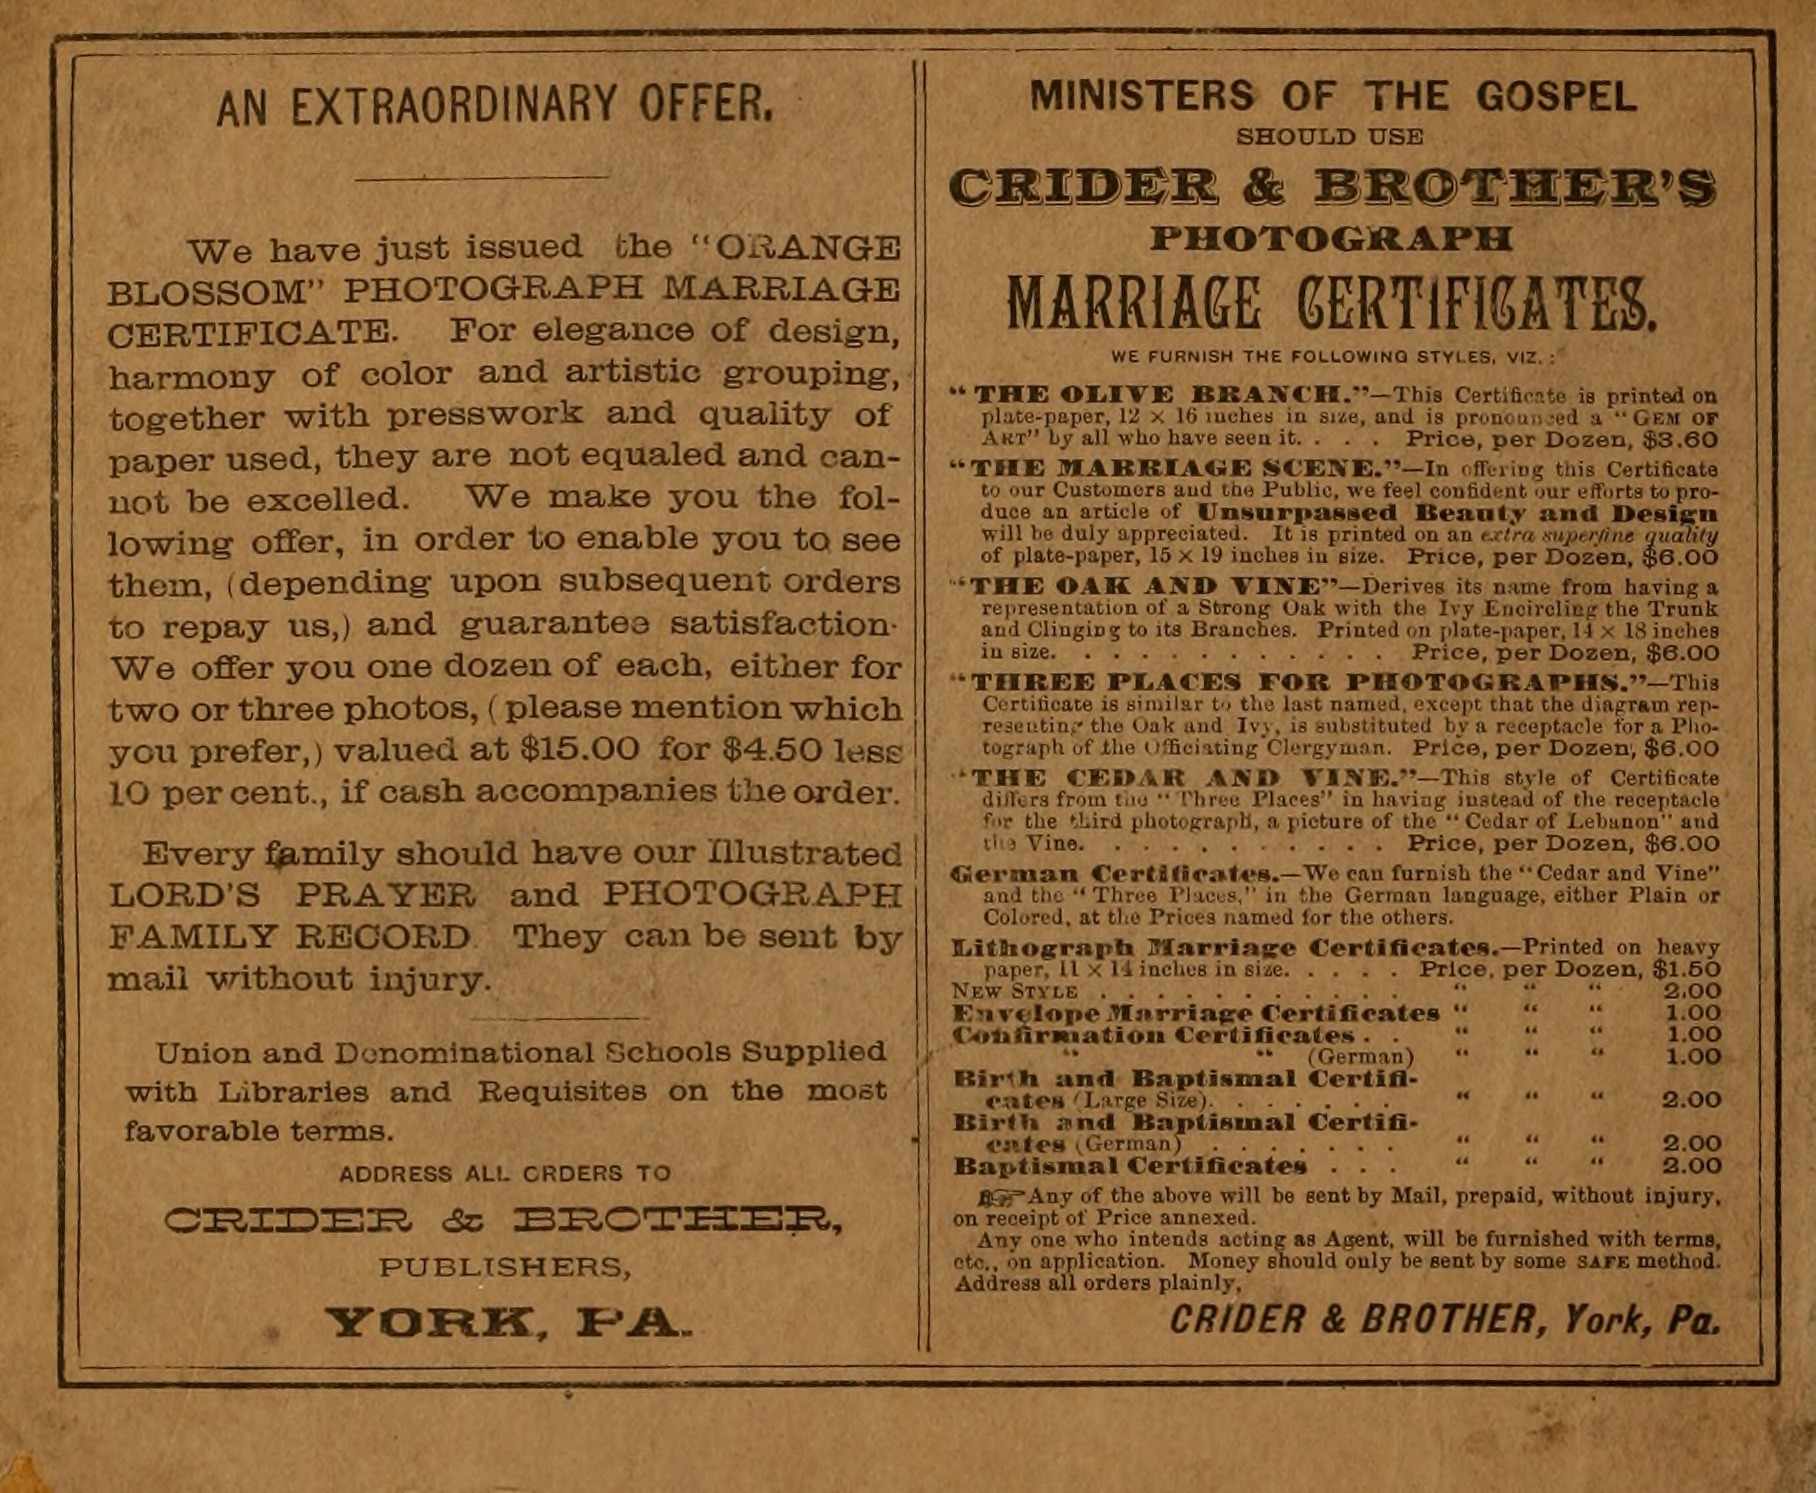 AN EXTRAORDINARY OFFER.
We have just issued the "ORANGE
BLOSSOM" PHOTOGRAPH MARRIAGE
CERTIFICATE. For elegance of design,
harmony of color and artistic grouping,
together with presswork and quality of
paper used, they are not equaled and can-
not be excelled. We make you the fol-
lowing offer, in order to enable you to see
them, (depending upon subsequent orders
to repay us,) and guarantee satisfaction.
We offer you one dozen of each, either for
two or three photos, (please mention which
you prefer,) valued at $15.00 for $4.50 less
10 per cent., if cash accompanies the order.
Every family should have our Illustrated
LORD'S PRAYER and PHOTOGRAPH
FAMILY RECORD. They can be sent by
mail without injury.
Union and Denominational Schools Supplied
with Libraries and Requisites on the most
favorable terms.
ADDRESS ALL ORDERS TO
CRIDER & BROTHER,
PUBLISHERS,
YORK, PA.
MINISTERS OF THE GOSPEL
SHOULD USE
CRIDER & BROTHER'S
PHOTOGRAPH
MARRIAGE CERTIFICATES.
WE FURNISH THE FOLLOWING STYLES, VIZ.:
"THE OLIVE BRANCH."—This Certificate is printed on
plate-paper, 12 × 16 inches in size, and is pronounced a "GEM OF
ART" by all who have seen it. . . . Price, per Dozen, $3.60
"THE MARRIAGE SCENE."—In offering this Certificate
to our Customers and the Public, we feel confident our efforts to pro-
duce an article of Unsurpassed Beauty and Design
will be duly appreciated. It is printed on an extra superfine quality
of plate-paper, 15 × 19 inches in size. Price, per Dozen, $6.00
"THE OAK AND VINE"—Derives its name from having a
representation of a Strong Oak with the Ivy Encircling the Trunk
and Clinging to its Branches. Printed on plate-paper, 14 × 18 inches
in size. . . . . . . . . . . . . Price, per Dozen, $6.00
"THREE PLACES FOR PHOTOGRAPHS."—This
Certificate is similar to the last named, except that the diagram rep-
resenting the Oak and Ivy, is substituted by a receptacle for a Pho-
tograph of the Officiating Clergyman. Price, per Dozen, $6.00
"THE CEDAR AND VINE."—This style of Certificate
differs from the "Three Places" in having instead of the receptacle
for the third photograph, a picture of the "Cedar of Lebanon" and
the Vine. . . . . . . . . . . . Price, per Dozen, $6.00
German Certificates.—We can furnish the "Cedar and Vine"
and the "Three Places," in the German language, either Plain or
Colored, at the Prices named for the others.
Lithograph Marriage Certificates.—Printed on heavy
paper, 11 × 14 inches in size. . . . . Price, per Dozen, $1.50
NEW STYLE . . . . . . . . . . . " " " 2.00
Envelope Marriage Certificates " " " 1.00
Confirmation Certificates . . " " " 1.00
" " (German) " " " 1.00
Birth and Baptismal Certifi-
cates (Large Size). . . . . . . " " " 2.00
Birth and Baptismal Certifi-
cates (German) . . . . . . . " " " 2.00
Baptismal Certificates . . . " " " 2.00
☞Any of the above will be sent by Mail, prepaid, without injury,
on receipt of Price annexed.
Any one who intends acting as Agent, will be furnished with terms,
etc., on application. Money should only be sent by some SAFE method.
Address all orders plainly,
CRIDER & BROTHER, York, Pa.